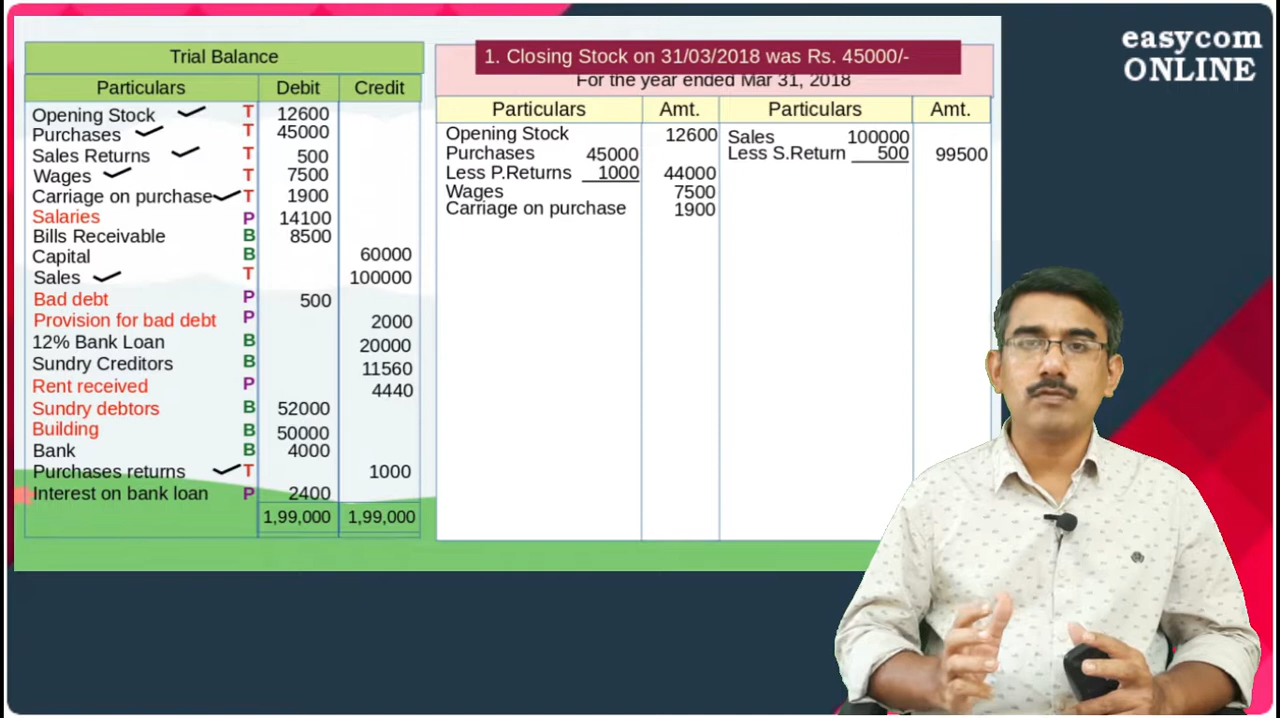 easycom
ONLINE
Trial Balance
Particulars Debit Credit
Opening Stock T 12600
Purchases T 45000
Sales Returns T 500
Wages T 7500
Carriage on purchase T 1900
Salaries P 14100
Bills Receivable B 8500
Capital B 60000
Sales T 100000
Bad debt P 500
Provision for bad debt P 2000
12% Bank Loan B 20000
Sundry Creditors B 11560
Rent received P 4440
Sundry debtors B 52000
Building B 50000
Bank B 4000
Purchases returns T 1000
Interest on bank loan P 2400
1,99,000 1,99,000
1. Closing Stock on 31/03/2018 was Rs. 45000/-
For the year ended Mar 31, 2018
Particulars Amt. Particulars Amt.
Opening Stock 12600 Sales 100000
Purchases 45000 Less S.Return 500 99500
Less P.Returns 1000 44000
Wages 7500
Carriage on purchase 1900